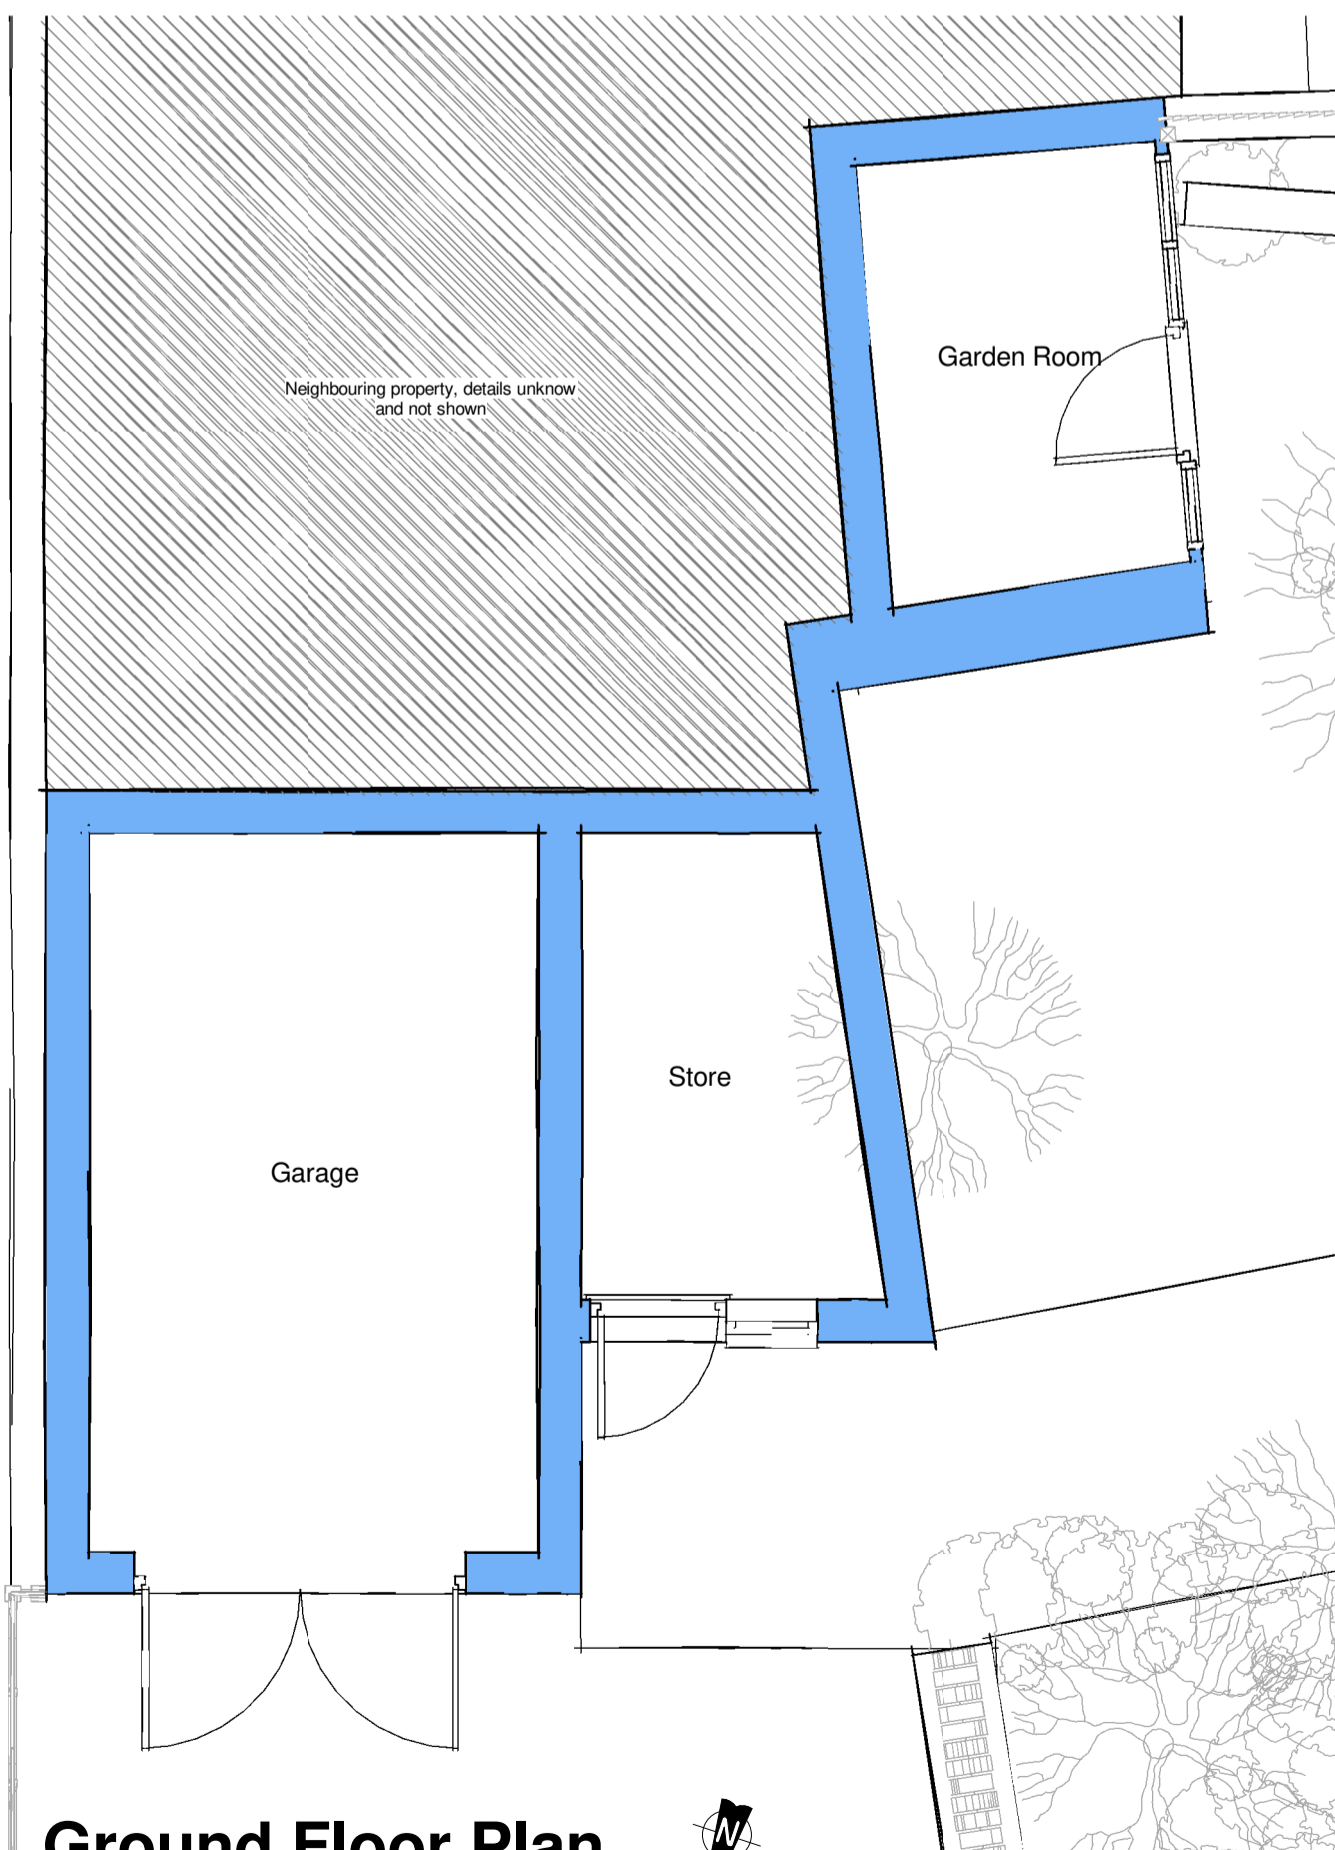 Neighbouring property, details unknow
and not shown
Garden Room
Store
Garage
Ground Floor Plan
N